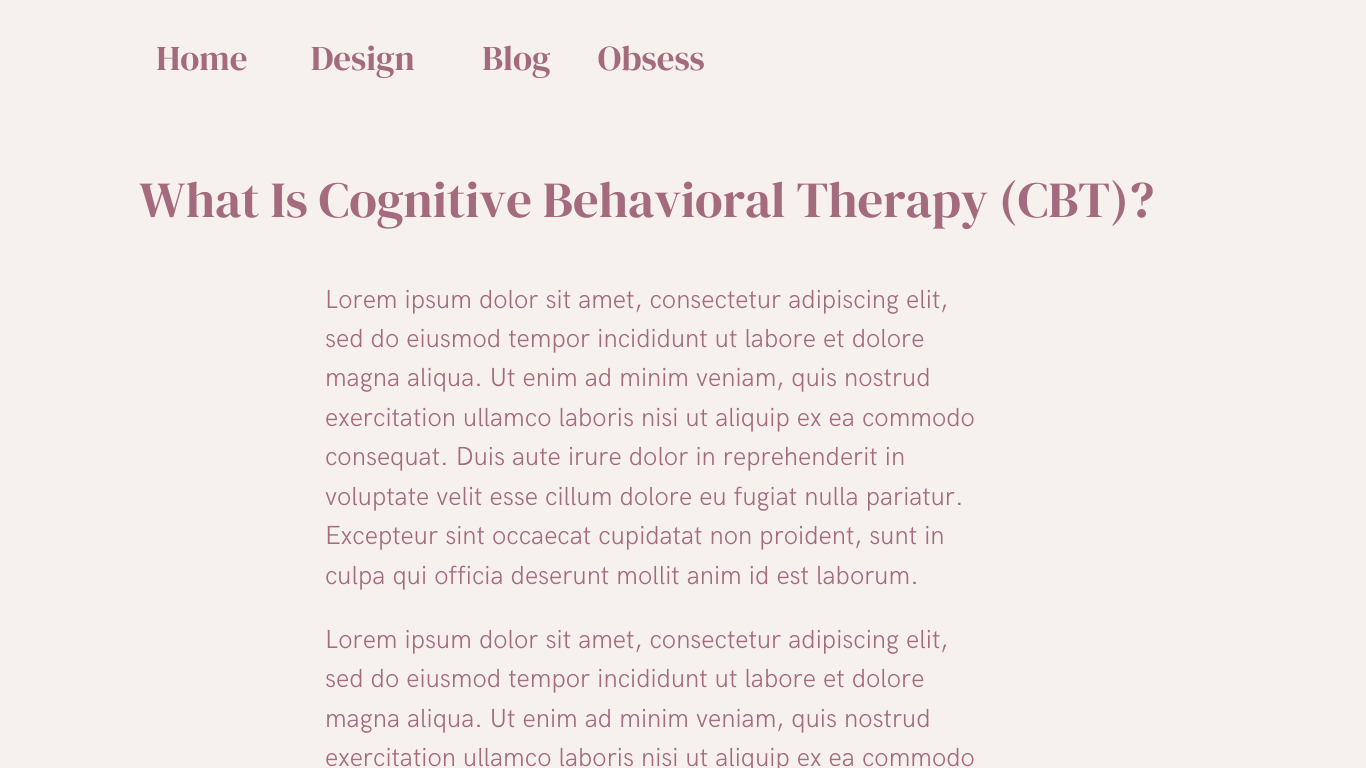 Home Design Blog Obsess
What Is Cognitive Behavioral Therapy (CBT)?
Lorem ipsum dolor sit amet, consectetur adipiscing elit,
sed do eiusmod tempor incididunt ut labore et dolore
magna aliqua. Ut enim ad minim veniam, quis nostrud
exercitation ullamco laboris nisi ut aliquip ex ea commodo
consequat. Duis aute irure dolor in reprehenderit in
voluptate velit esse cillum dolore eu fugiat nulla pariatur.
Excepteur sint occaecat cupidatat non proident, sunt in
culpa qui officia deserunt mollit anim id est laborum.
Lorem ipsum dolor sit amet, consectetur adipiscing elit,
sed do eiusmod tempor incididunt ut labore et dolore
magna aliqua. Ut enim ad minim veniam, quis nostrud
exercitation ullamco laboris nisi ut aliquip ex ea commodo